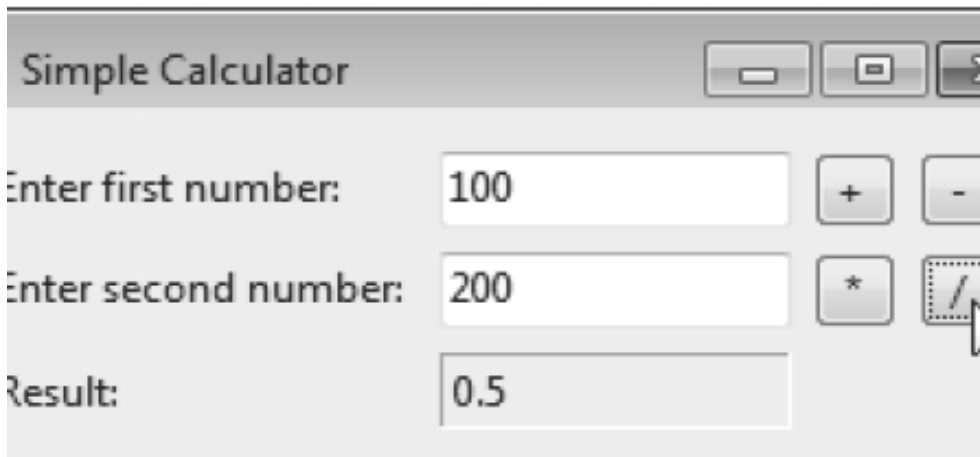 Simple Calculator
Enter first number: 100 + -
Enter second number: 200 * /
Result: 0.5